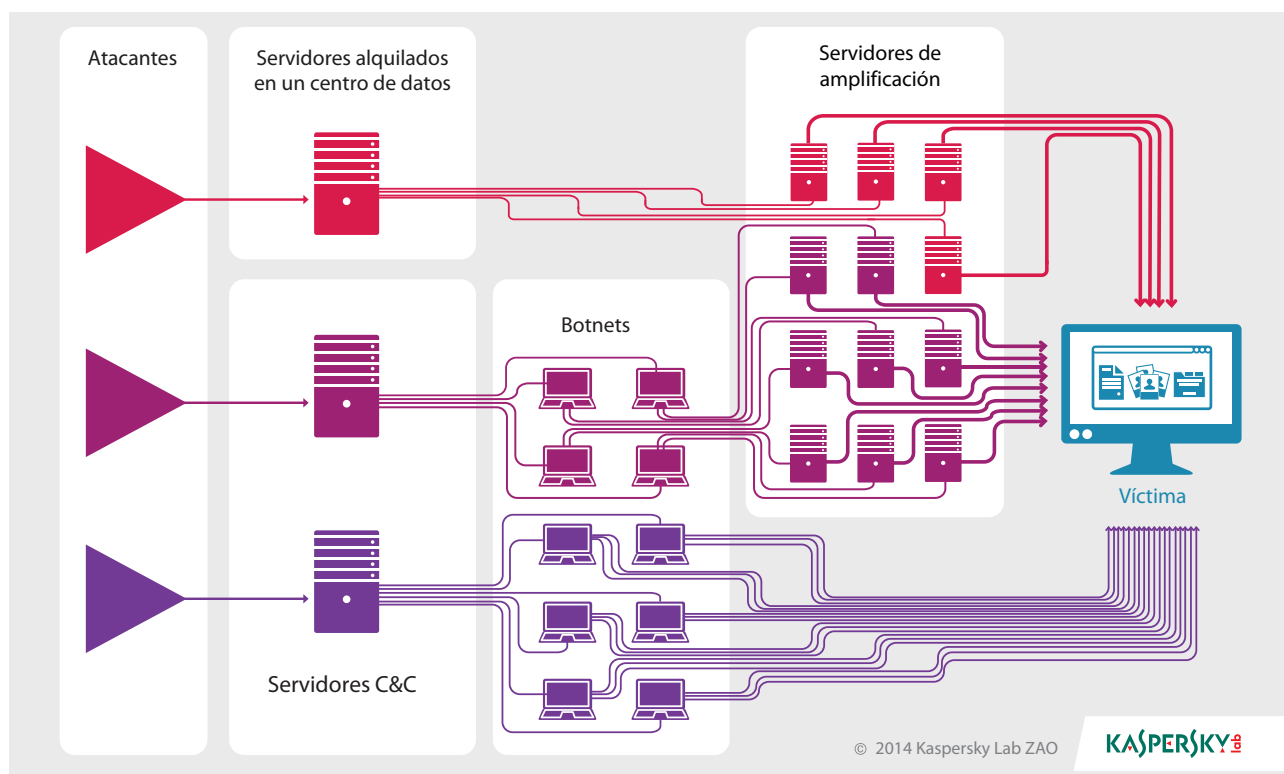 Atacantes
Servidores alquilados
en un centro de datos
Servidores de
amplificación
Botnets
Víctima
Servidores C&C
© 2014 Kaspersky Lab ZAO
KASPERSKY lab